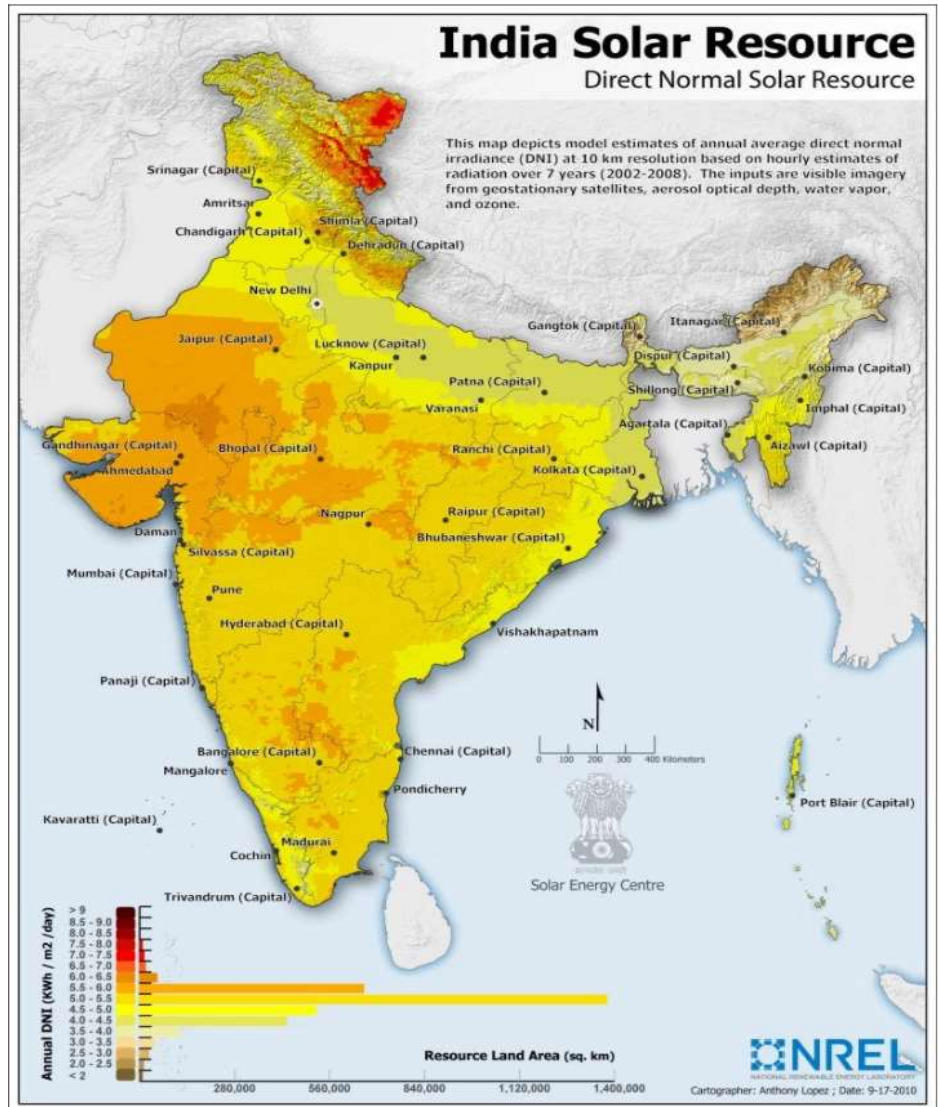 India Solar Resource
Direct Normal Solar Resource
This map depicts model estimates of annual average direct normal
irradiance (DNI) at 10 km resolution based on hourly estimates of
radiation over 7 years (2002-2008). The inputs are visible imagery
from geostationary satellites, aerosol optical depth, water vapor,
and ozone.
Srinagar (Capital)
Amritsar
Shimla (Capital)
Chandigarh (Capital)
Dehradun (Capital)
New Delhi
Gangtok (Capital)
Itanagar (Capital)
Jaipur (Capital)
Lucknow (Capital)
Kanpur
Dispur (Capital)
Kohima (Capital)
Patna (Capital)
Shillong (Capital)
Varanasi
Imphal (Capital)
Agartala (Capital)
Gandhinagar (Capital)
Bhopal (Capital)
Ranchi (Capital)
Aizawl (Capital)
Ahmedabad
Kolkata (Capital)
Nagpur
Raipur (Capital)
Daman
Bhubaneshwar (Capital)
Silvassa (Capital)
Mumbai (Capital)
Pune
Hyderabad (Capital)
Vishakhapatnam
Panaji (Capital)
N
Bangalore (Capital)
Chennai (Capital)
0 100 200 300 400 Kilometers
Mangalore
Pondicherry
Port Blair (Capital)
Kavaratti (Capital)
Madurai
Cochin
Solar Energy Centre
Trivandrum (Capital)
Annual DNI (KWh / m2 /day)
> 9
8.5 - 9.0
8.0 - 8.5
7.5 - 8.0
7.0 - 7.5
6.5 - 7.0
6.0 - 6.5
5.5 - 6.0
5.0 - 5.5
4.5 - 5.0
4.0 - 4.5
3.5 - 4.0
3.0 - 3.5
2.5 - 3.0
2.0 - 2.5
< 2
Resource Land Area (sq. km)
280,000 560,000 840,000 1,120,000 1,400,000
NREL
NATIONAL RENEWABLE ENERGY LABORATORY
Cartographer: Anthony Lopez ; Date: 9-17-2010